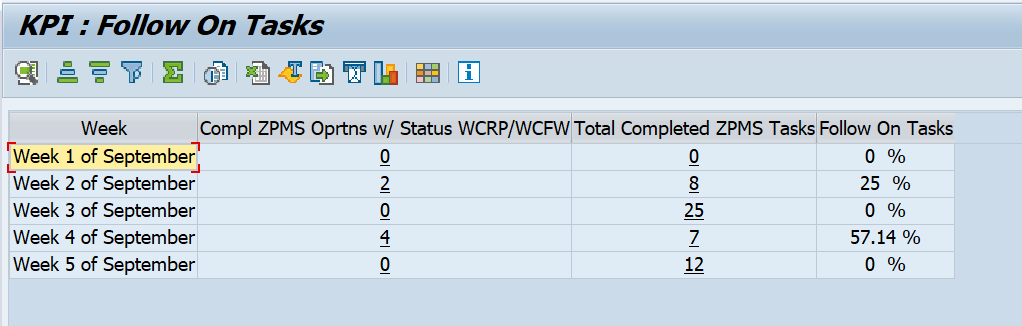 KPI : Follow On Tasks
Week Compl ZPMS Oprtns w/ Status WCRP/WCFW Total Completed ZPMS Tasks Follow On Tasks
Week 1 of September 0 0 0 %
Week 2 of September 2 8 25 %
Week 3 of September 0 25 0 %
Week 4 of September 4 7 57.14 %
Week 5 of September 0 12 0 %